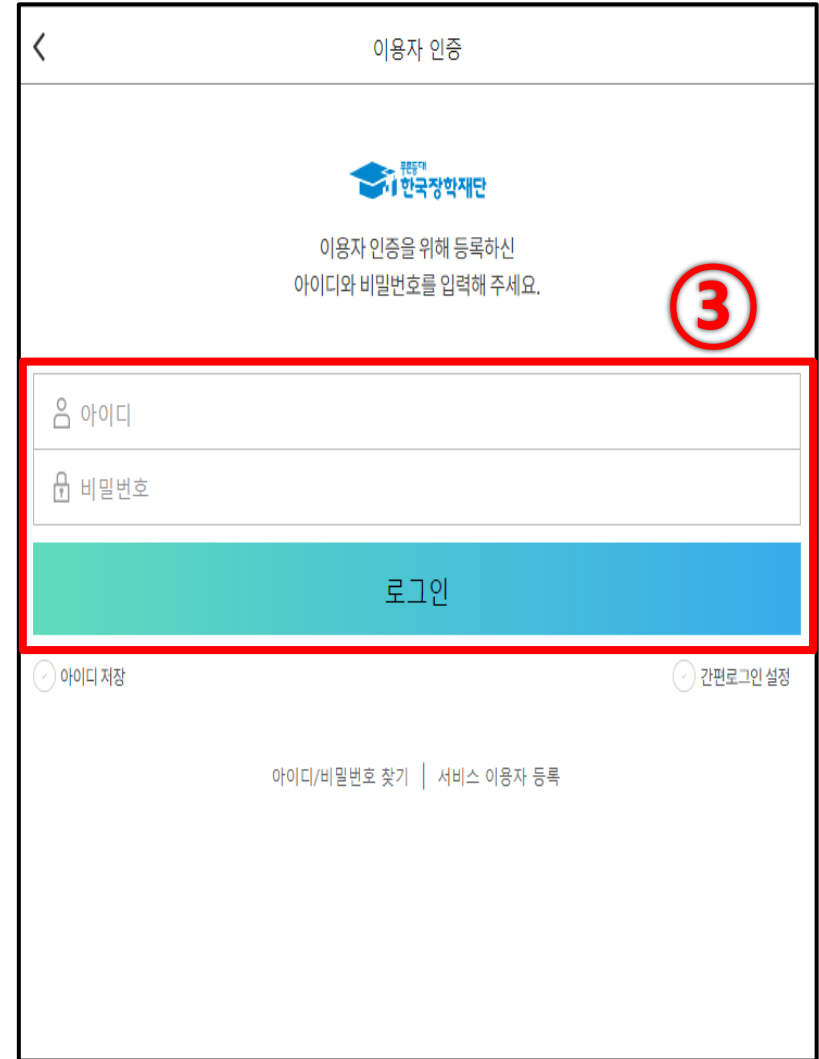 이용자 인증
푸른등대
한국장학재단
이용자 인증을 위해 등록하신
아이디와 비밀번호를 입력해 주세요.
③
아이디
비밀번호
로그인
아이디 저장
간편로그인 설정
아이디/비밀번호 찾기 | 서비스 이용자 등록